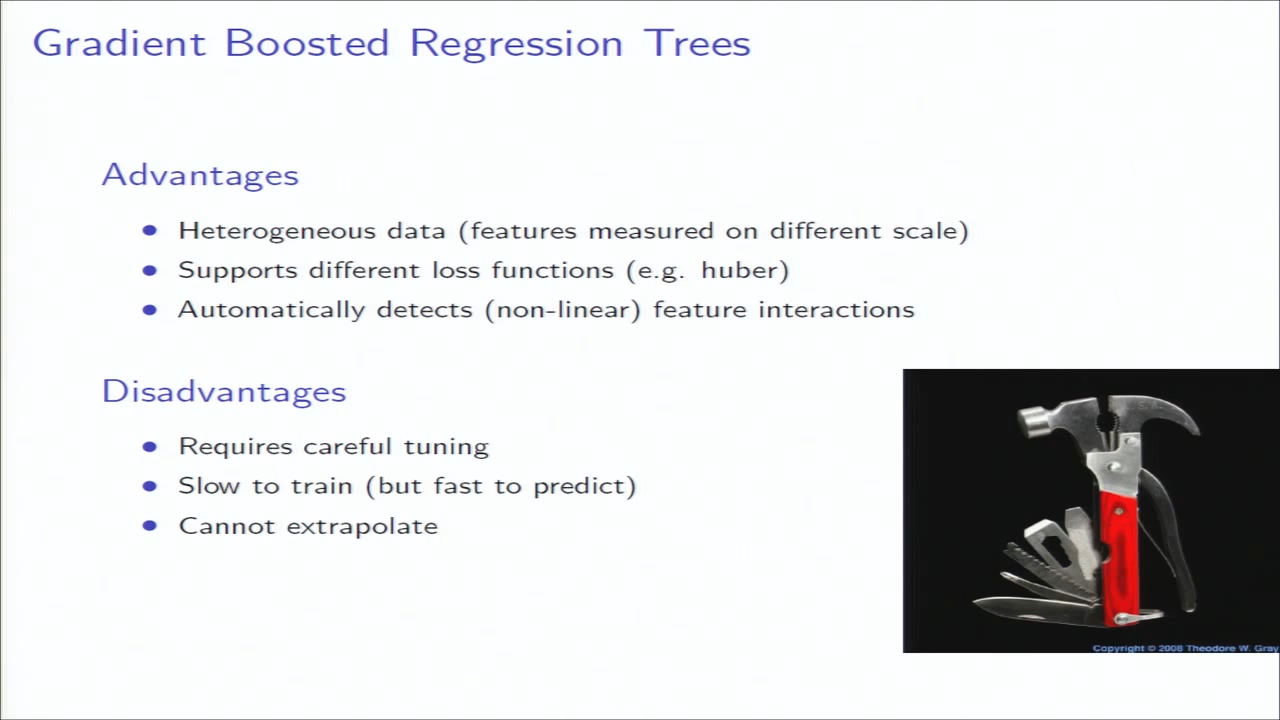 Gradient Boosted Regression Trees
Advantages
• Heterogeneous data (features measured on different scale)
• Supports different loss functions (e.g. huber)
• Automatically detects (non-linear) feature interactions
Disadvantages
• Requires careful tuning
• Slow to train (but fast to predict)
• Cannot extrapolate
Copyright © 2008 Theodore W. Gray